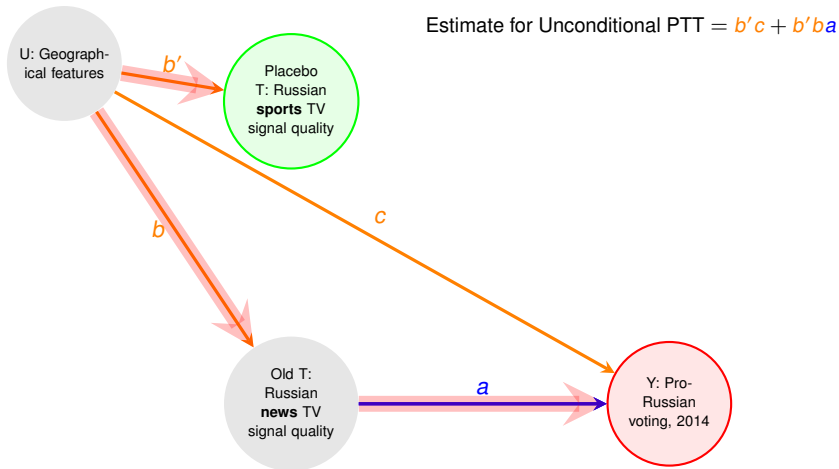 Estimate for Unconditional PTT = b′c + b′ba
U: Geograph-
ical features
b′
Placebo
T: Russian
sports TV
signal quality
c
b
Old T:
Russian
news TV
signal quality
a
Y: Pro-
Russian
voting, 2014